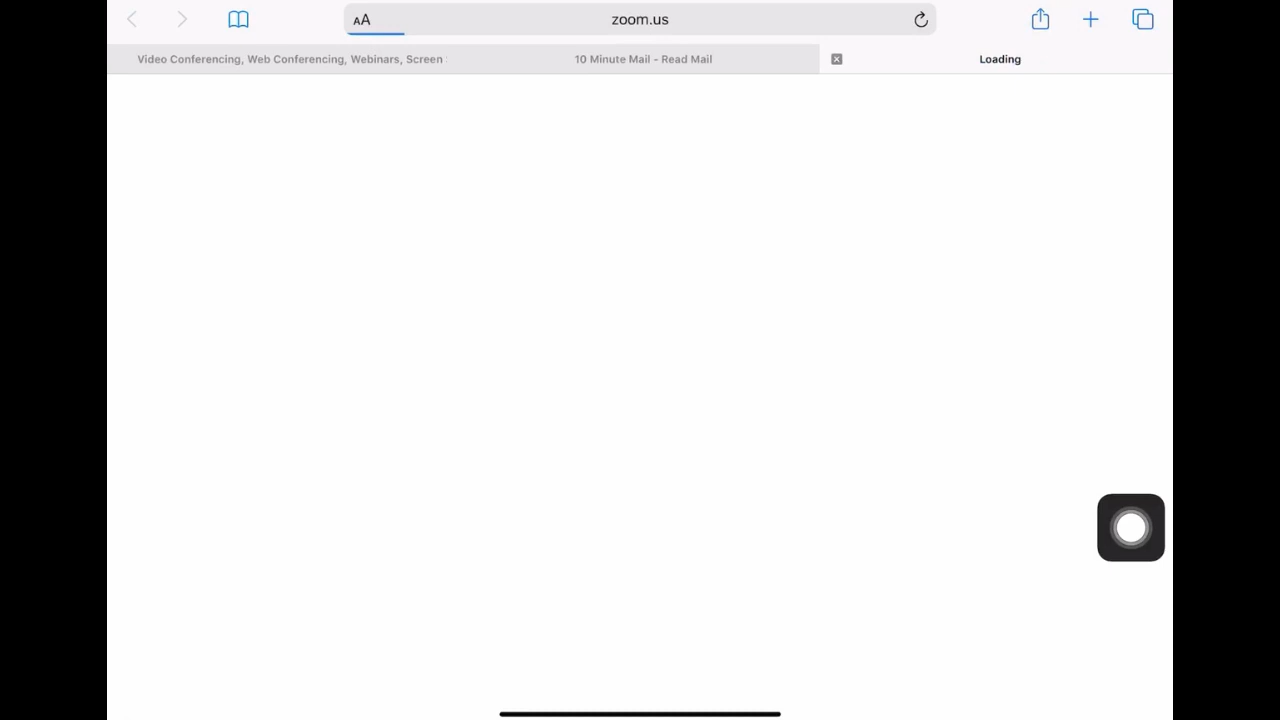 AA
zoom.us
Video Conferencing, Web Conferencing, Webinars, Screen
10 Minute Mail - Read Mail
Loading